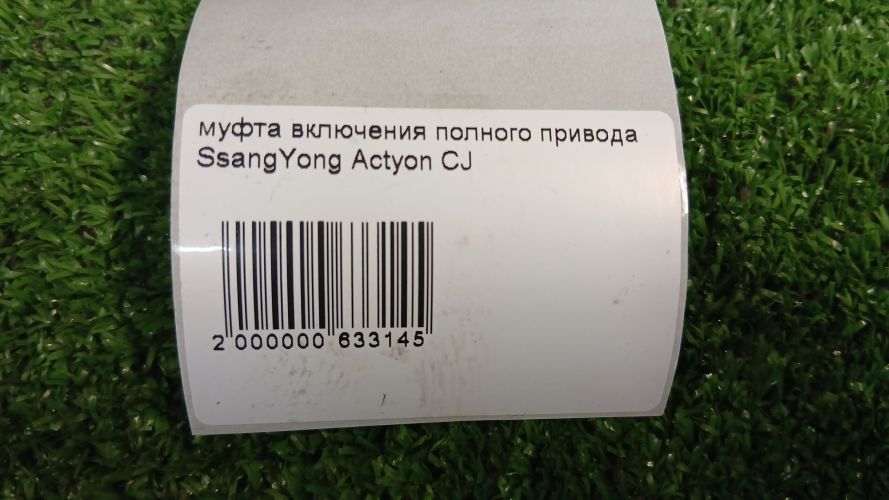 муфта включения полного привода
SsangYong Actyon CJ
2 000000 633145